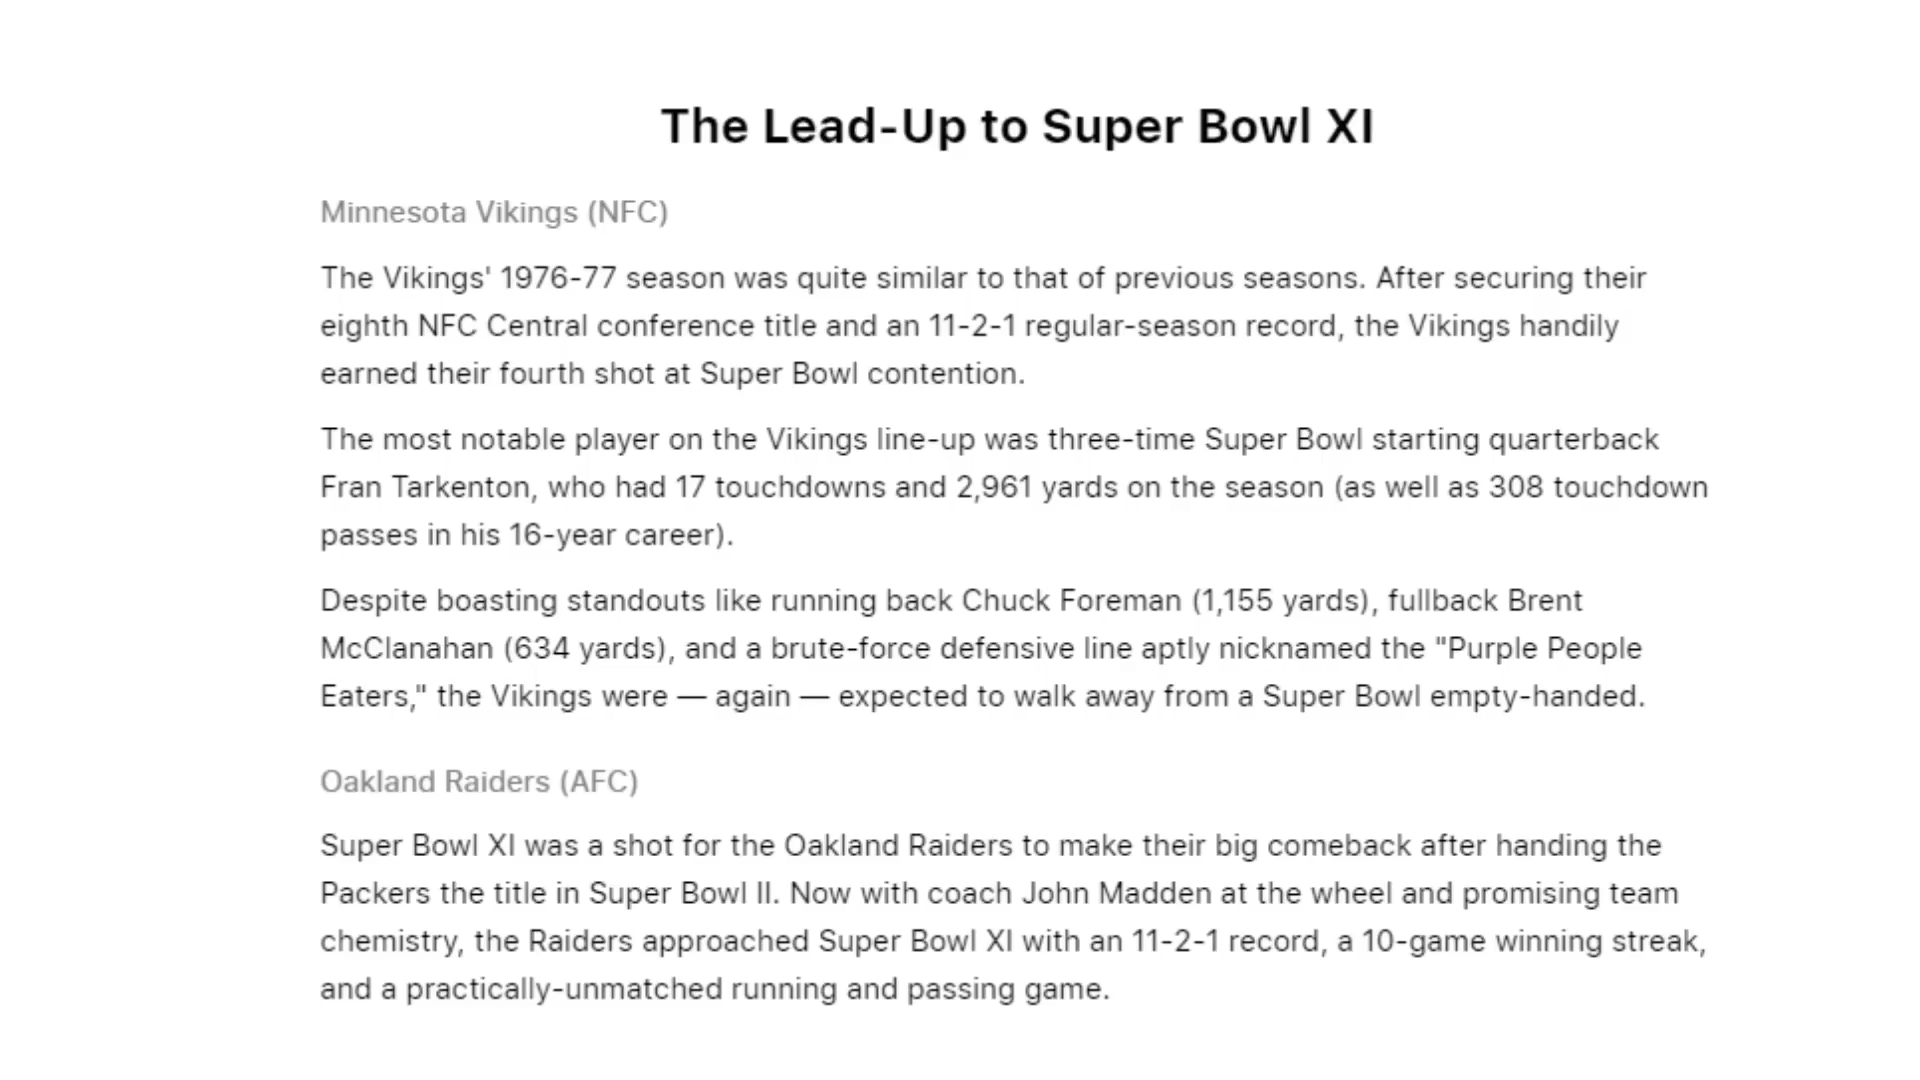 The Lead-Up to Super Bowl XI
Minnesota Vikings (NFC)
The Vikings' 1976-77 season was quite similar to that of previous seasons. After securing their
eighth NFC Central conference title and an 11-2-1 regular-season record, the Vikings handily
earned their fourth shot at Super Bowl contention.
The most notable player on the Vikings line-up was three-time Super Bowl starting quarterback
Fran Tarkenton, who had 17 touchdowns and 2,961 yards on the season (as well as 308 touchdown
passes in his 16-year career).
Despite boasting standouts like running back Chuck Foreman (1,155 yards), fullback Brent
McClanahan (634 yards), and a brute-force defensive line aptly nicknamed the "Purple People
Eaters," the Vikings were — again — expected to walk away from a Super Bowl empty-handed.
Oakland Raiders (AFC)
Super Bowl XI was a shot for the Oakland Raiders to make their big comeback after handing the
Packers the title in Super Bowl II. Now with coach John Madden at the wheel and promising team
chemistry, the Raiders approached Super Bowl XI with an 11-2-1 record, a 10-game winning streak,
and a practically-unmatched running and passing game.